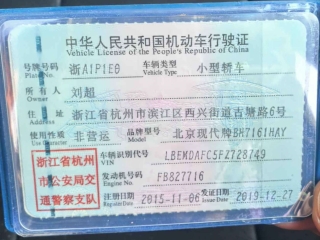 中华人民共和国机动车行驶证
Vehicle License of the People's Republic of China
号牌号码 浙A1P1E0 车辆类型 小型轿车
Plate No. Vehicle Type
所有人 刘超
Owner
住址 浙江省杭州市滨江区西兴街道古塘路6号
使用性质 非营运 品牌型号 北京现代牌BH7161HAY
Use Character Model
浙江省杭州
市公安局交
通警察支队
车辆识别代号 LBEMDAFC5FZ728749
VIN
发动机号码 FB827716
Engine No.
注册日期 2015-11-06 发证日期 2019-12-27
Register Date Issue Date